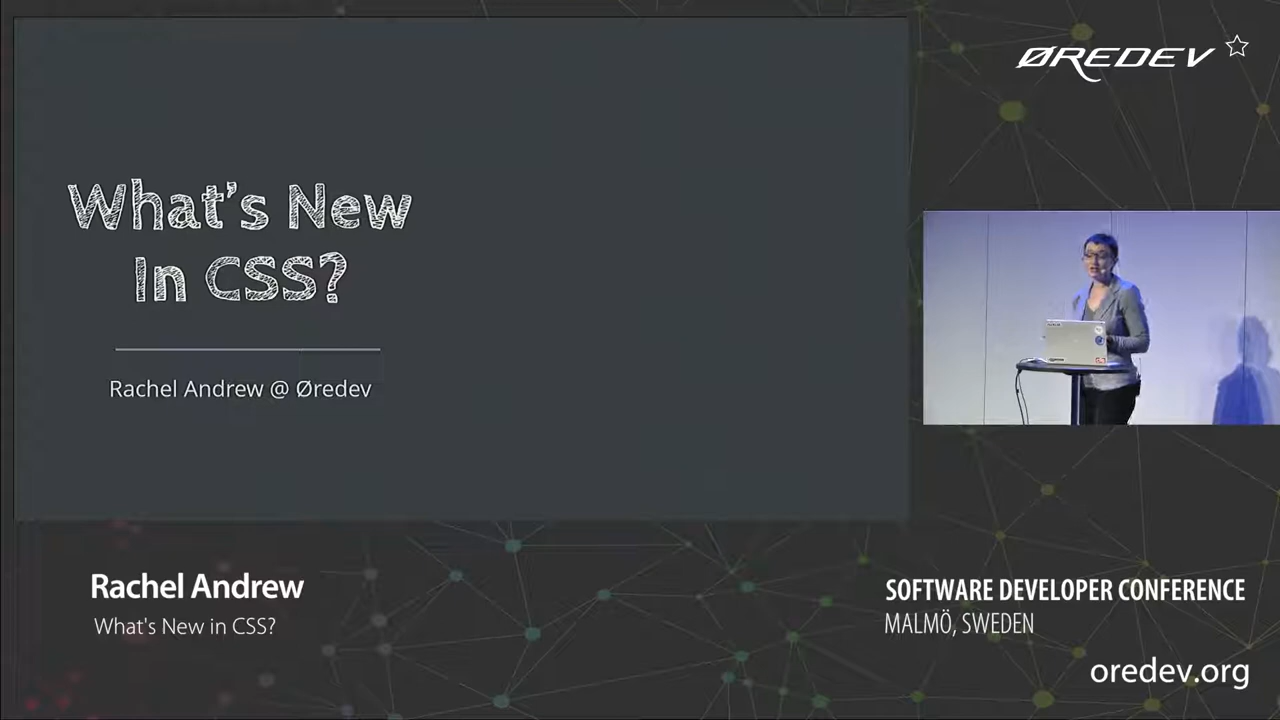 What's New
In CSS?
Rachel Andrew @ Øredev
ØREDEV
Rachel Andrew
What's New in CSS?
SOFTWARE DEVELOPER CONFERENCE
MALMÖ, SWEDEN
oredev.org